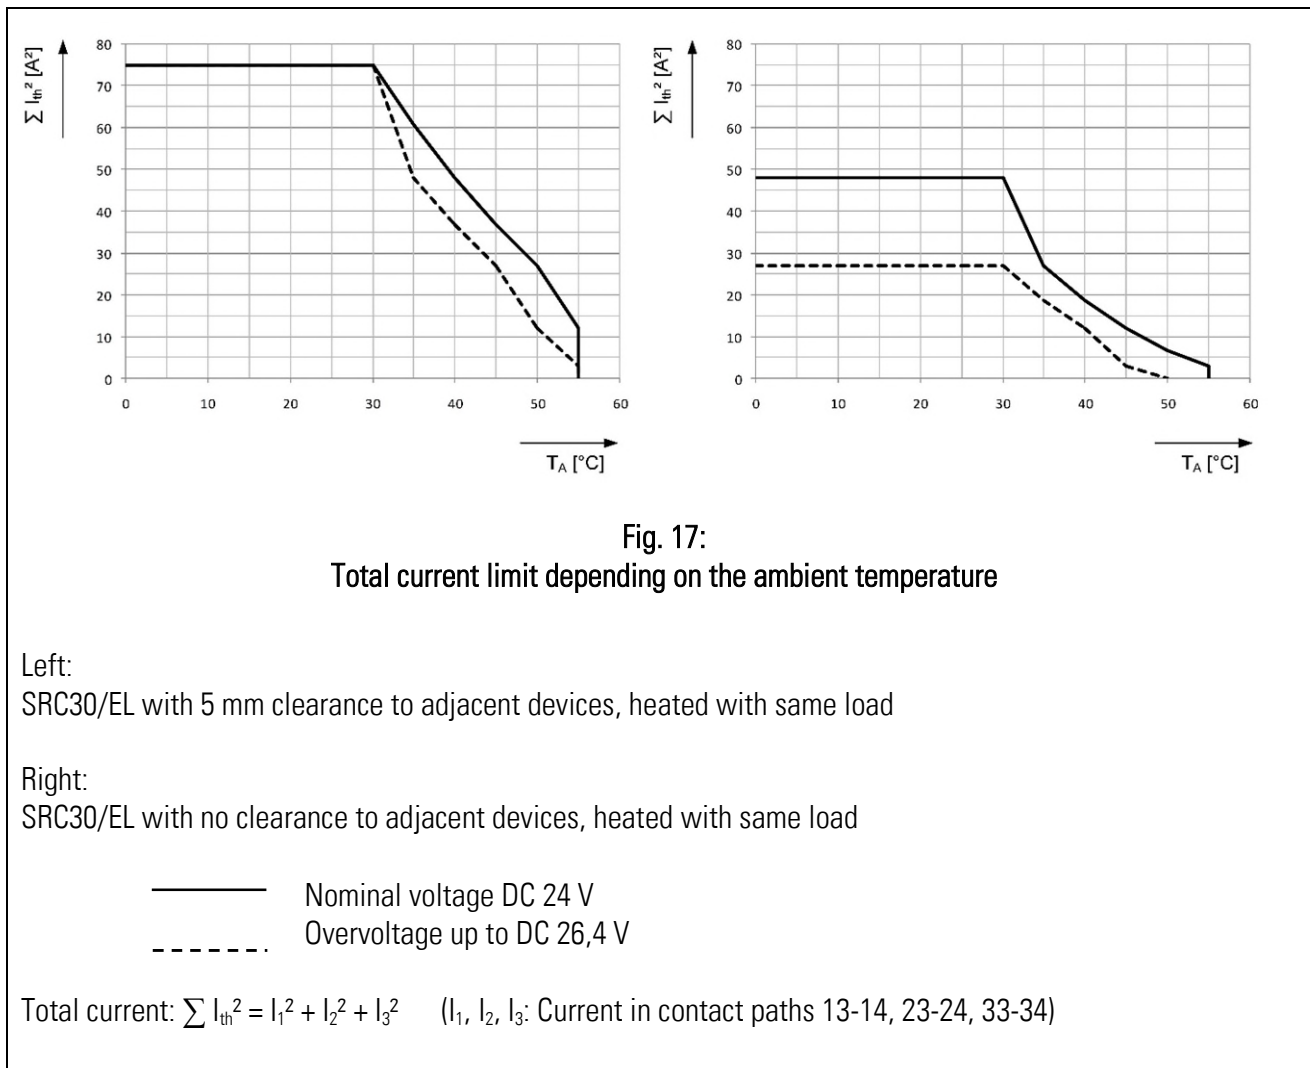 ∑ Ith² [A²]
80
70
60
50
40
30
20
10
0
0 10 20 30 40 50 60
TA [°C]
∑ Ith² [A²]
80
70
60
50
40
30
20
10
0
0 10 20 30 40 50 60
TA [°C]
Fig. 17:
Total current limit depending on the ambient temperature
Left:
SRC30/EL with 5 mm clearance to adjacent devices, heated with same load
Right:
SRC30/EL with no clearance to adjacent devices, heated with same load
Nominal voltage DC 24 V
Overvoltage up to DC 26,4 V
Total current: ∑ Ith² = I₁² + I₂² + I₃² (I₁, I₂, I₃: Current in contact paths 13-14, 23-24, 33-34)